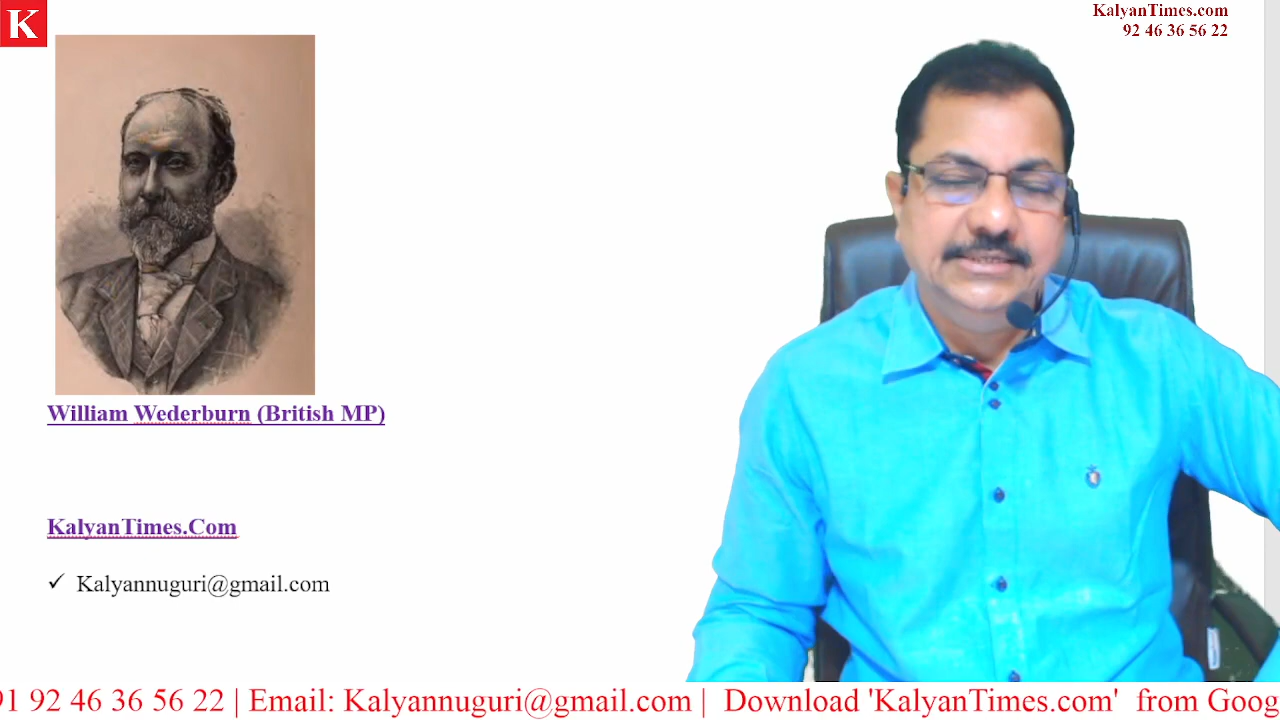 K
KalyanTimes.com
92 46 36 56 22
William Wederburn (British MP)
KalyanTimes.Com
✓ Kalyannuguri@gmail.com
91 92 46 36 56 22 | Email: Kalyannuguri@gmail.com | Download 'KalyanTimes.com' from Goog